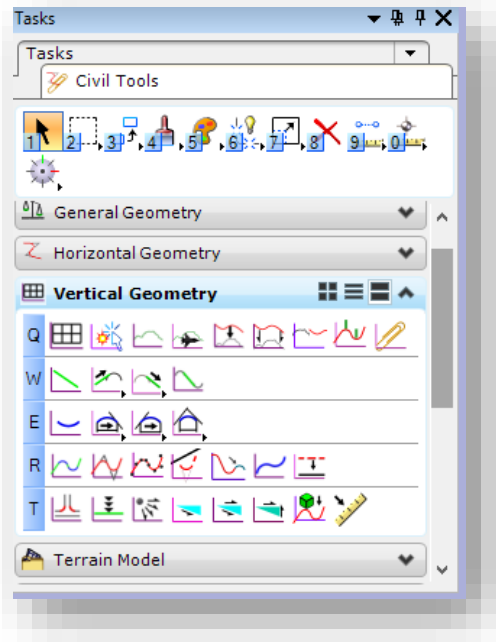 Tasks
Tasks
Civil Tools
1 2 3 4 5 6 7 8 9 0
General Geometry
Horizontal Geometry
Vertical Geometry
Q
W
E
R
T
Terrain Model